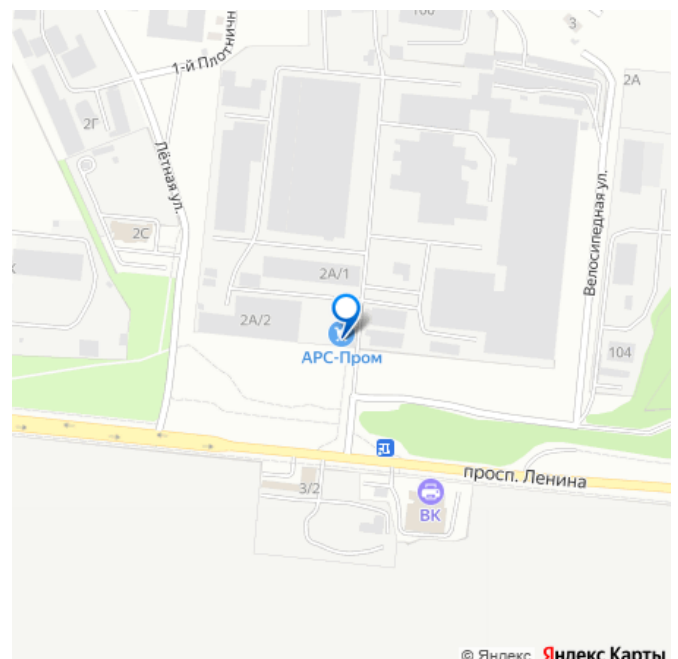 100
3
1-й Плотничн
2А
2Г
Лётная ул.
Велосипедная ул.
2С
2А/1
2А/2
АРС-Пром
104
просп. Ленина
3/2
ВК
© Яндекс Яндекс Карты